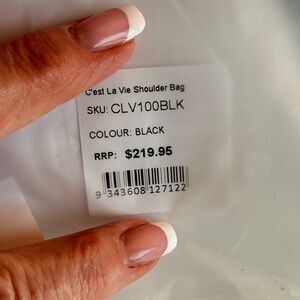 C'est La Vie Shoulder Bag
SKU: CLV100BLK
COLOUR: BLACK
RRP: $219.95
9 343608 127122